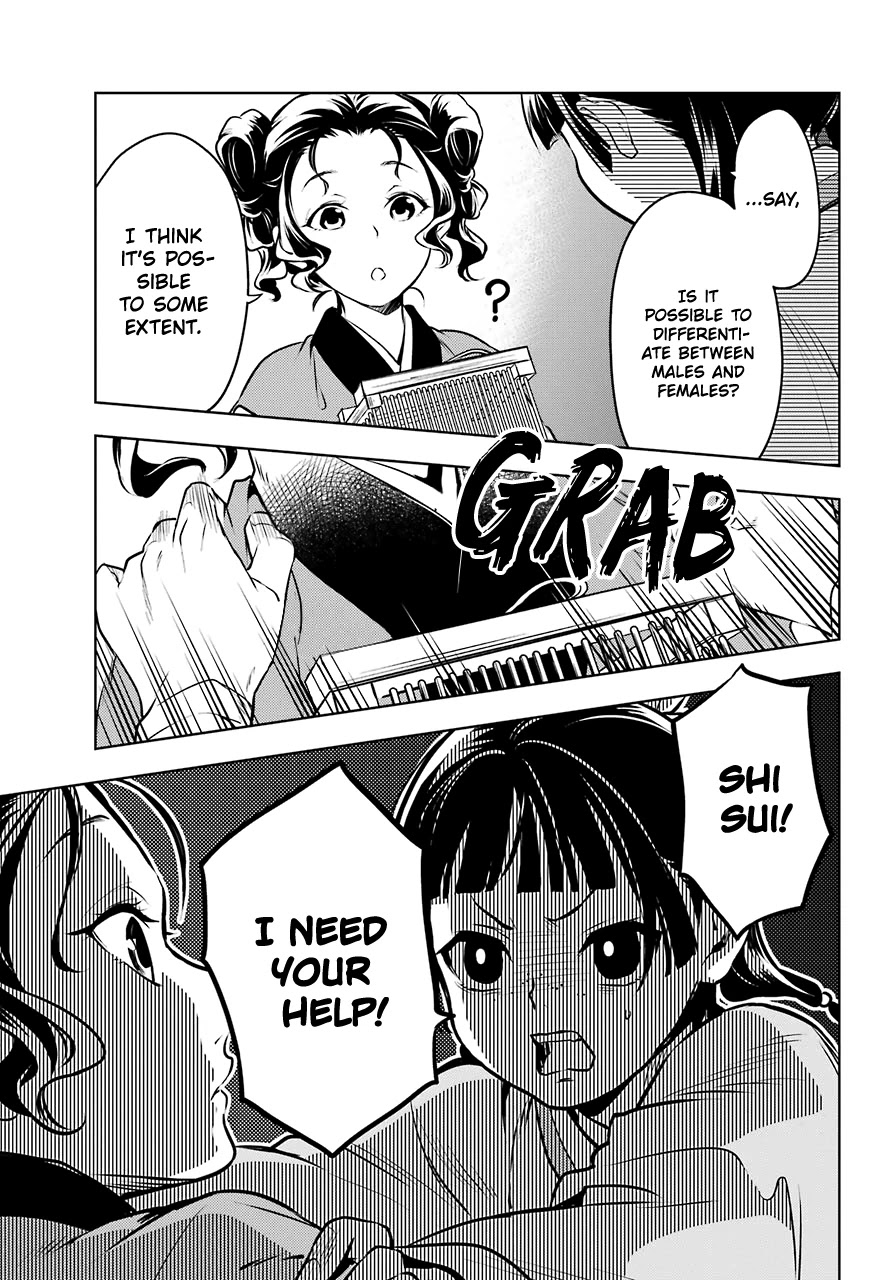 ...SAY,
IS IT
POSSIBLE TO
DIFFERENTI-
ATE BETWEEN
MALES AND
FEMALES?
?
I THINK
IT'S POS-
SIBLE
TO SOME
EXTENT.
GRAB
SHI
SUI!
I NEED
YOUR
HELP!